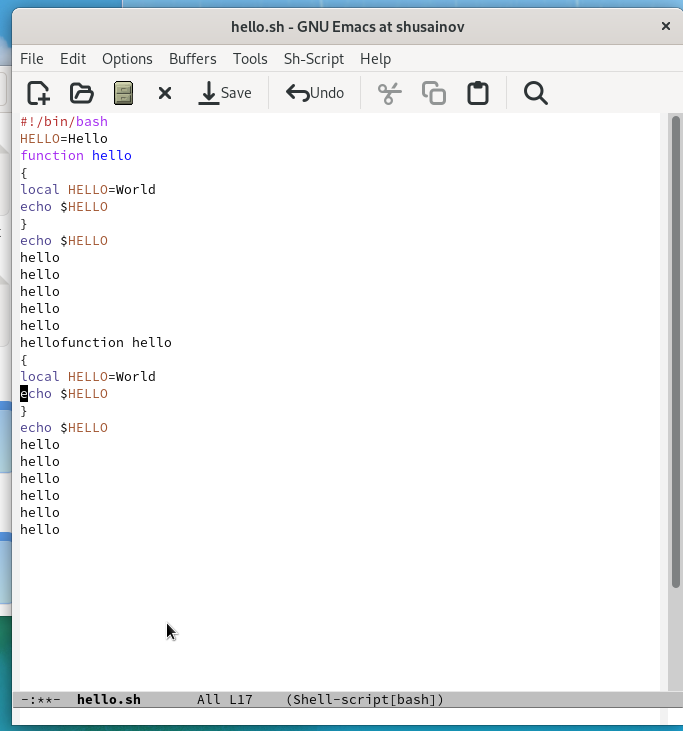 hello.sh - GNU Emacs at shusainov
File Edit Options Buffers Tools Sh-Script Help
Save Undo
#!/bin/bash
HELLO=Hello
function hello
{
local HELLO=World
echo $HELLO
}
echo $HELLO
hello
hello
hello
hello
hello
hellofunction hello
{
local HELLO=World
echo $HELLO
}
echo $HELLO
hello
hello
hello
hello
hello
hello
-:**- hello.sh All L17 (Shell-script[bash])